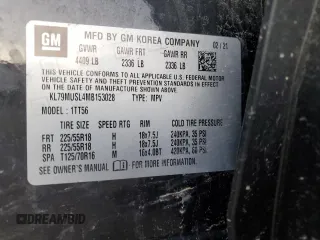 GM
MFD BY GM KOREA COMPANY 02/21
GVWR GAWR FRT GAWR RR
4409 LB 2336 LB 2336 LB
THIS VEHICLE CONFORMS TO ALL APPLICABLE U.S. FEDERAL MOTOR
VEHICLE SAFETY, BUMPER, AND THEFT PREVENTION STANDARDS IN
EFFECT ON THE DATE OF MANUFACTURE SHOWN ABOVE.
KL79MUSL4MB153028 TYPE: MPV
MODEL: 1TT56
TIRE SIZE SPEED RTG RIM COLD TIRE PRESSURE
FRT 225/55R18 H 18x7.5J 240KPA, 35 PSI
RR 225/55R18 H 18x7.5J 240KPA, 35 PSI
SPA T125/70R16 M 16x4.00T 420KPA, 60 PSI
SEE OWNER'S MANUAL FOR MORE INFORMATION
DREAMBID